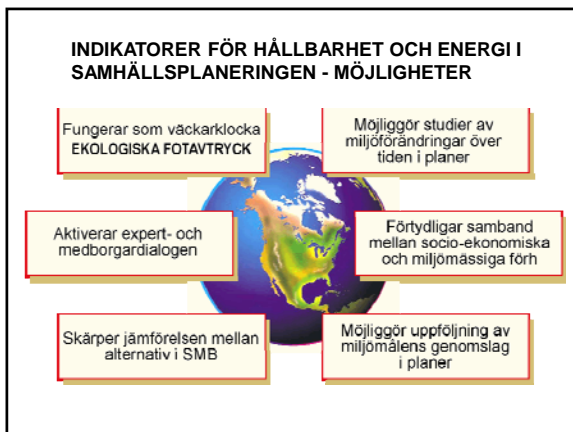 INDIKATORER FÖR HÅLLBARHET OCH ENERGI I
SAMHÄLLSPLANERINGEN - MÖJLIGHETER
Fungerar som väckarklocka
EKOLOGISKA FOTAVTRYCK
Möjliggör studier av
miljöförändringar över
tiden i planer
Aktiverar expert- och
medborgardialogen
Förtydligar samband
mellan socio-ekonomiska
och miljömässiga förh
Skärper jämförelsen mellan
alternativ i SMB
Möjliggör uppföljning av
miljömålens genomslag
i planer